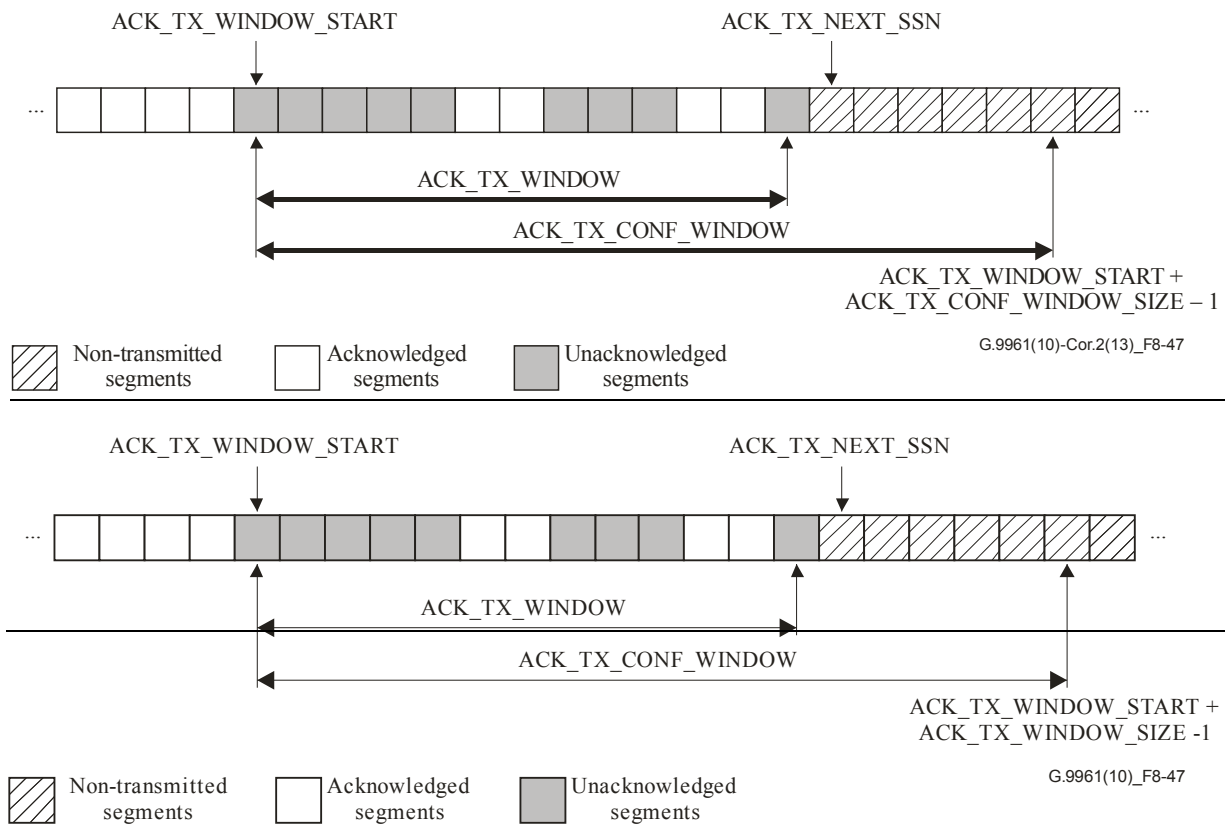 ACK_TX_WINDOW_START ACK_TX_NEXT_SSN
... ...
ACK_TX_WINDOW
ACK_TX_CONF_WINDOW
ACK_TX_WINDOW_START +
ACK_TX_CONF_WINDOW_SIZE – 1
G.9961(10)-Cor.2(13)_F8-47
Non-transmitted
segments
Acknowledged
segments
Unacknowledged
segments
ACK_TX_WINDOW_START ACK_TX_NEXT_SSN
... ...
ACK_TX_WINDOW
ACK_TX_CONF_WINDOW
ACK_TX_WINDOW_START +
ACK_TX_WINDOW_SIZE -1
G.9961(10)_F8-47
Non-transmitted
segments
Acknowledged
segments
Unacknowledged
segments